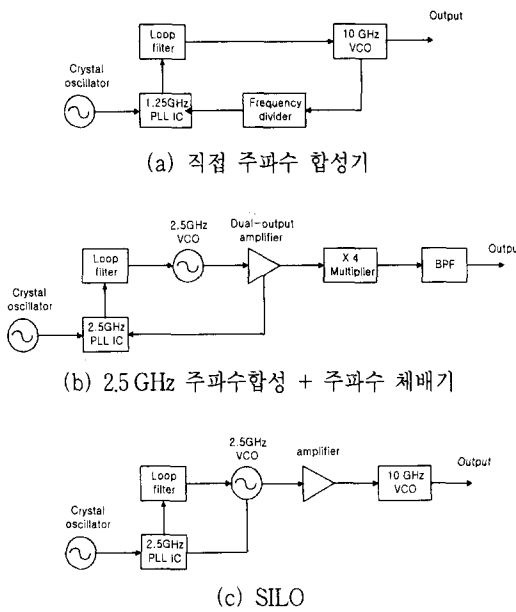 Output
Loop
filter
10 GHz
VCO
Crystal
oscillator
1.25GHz
PLL IC
Frequency
divider
(a) 직접 주파수 합성기
2.5GHz
VCO
Dual-output
amplifier
Output
Loop
filter
X 4
Multiplier
BPF
Crystal
oscillator
2.5GHz
PLL IC
(b) 2.5 GHz 주파수합성 + 주파수 체배기
2.5GHz
VCO
amplifier
Output
Loop
filter
10 GHz
VCO
Crystal
oscillator
2.5GHz
PLL IC
(c) SILO